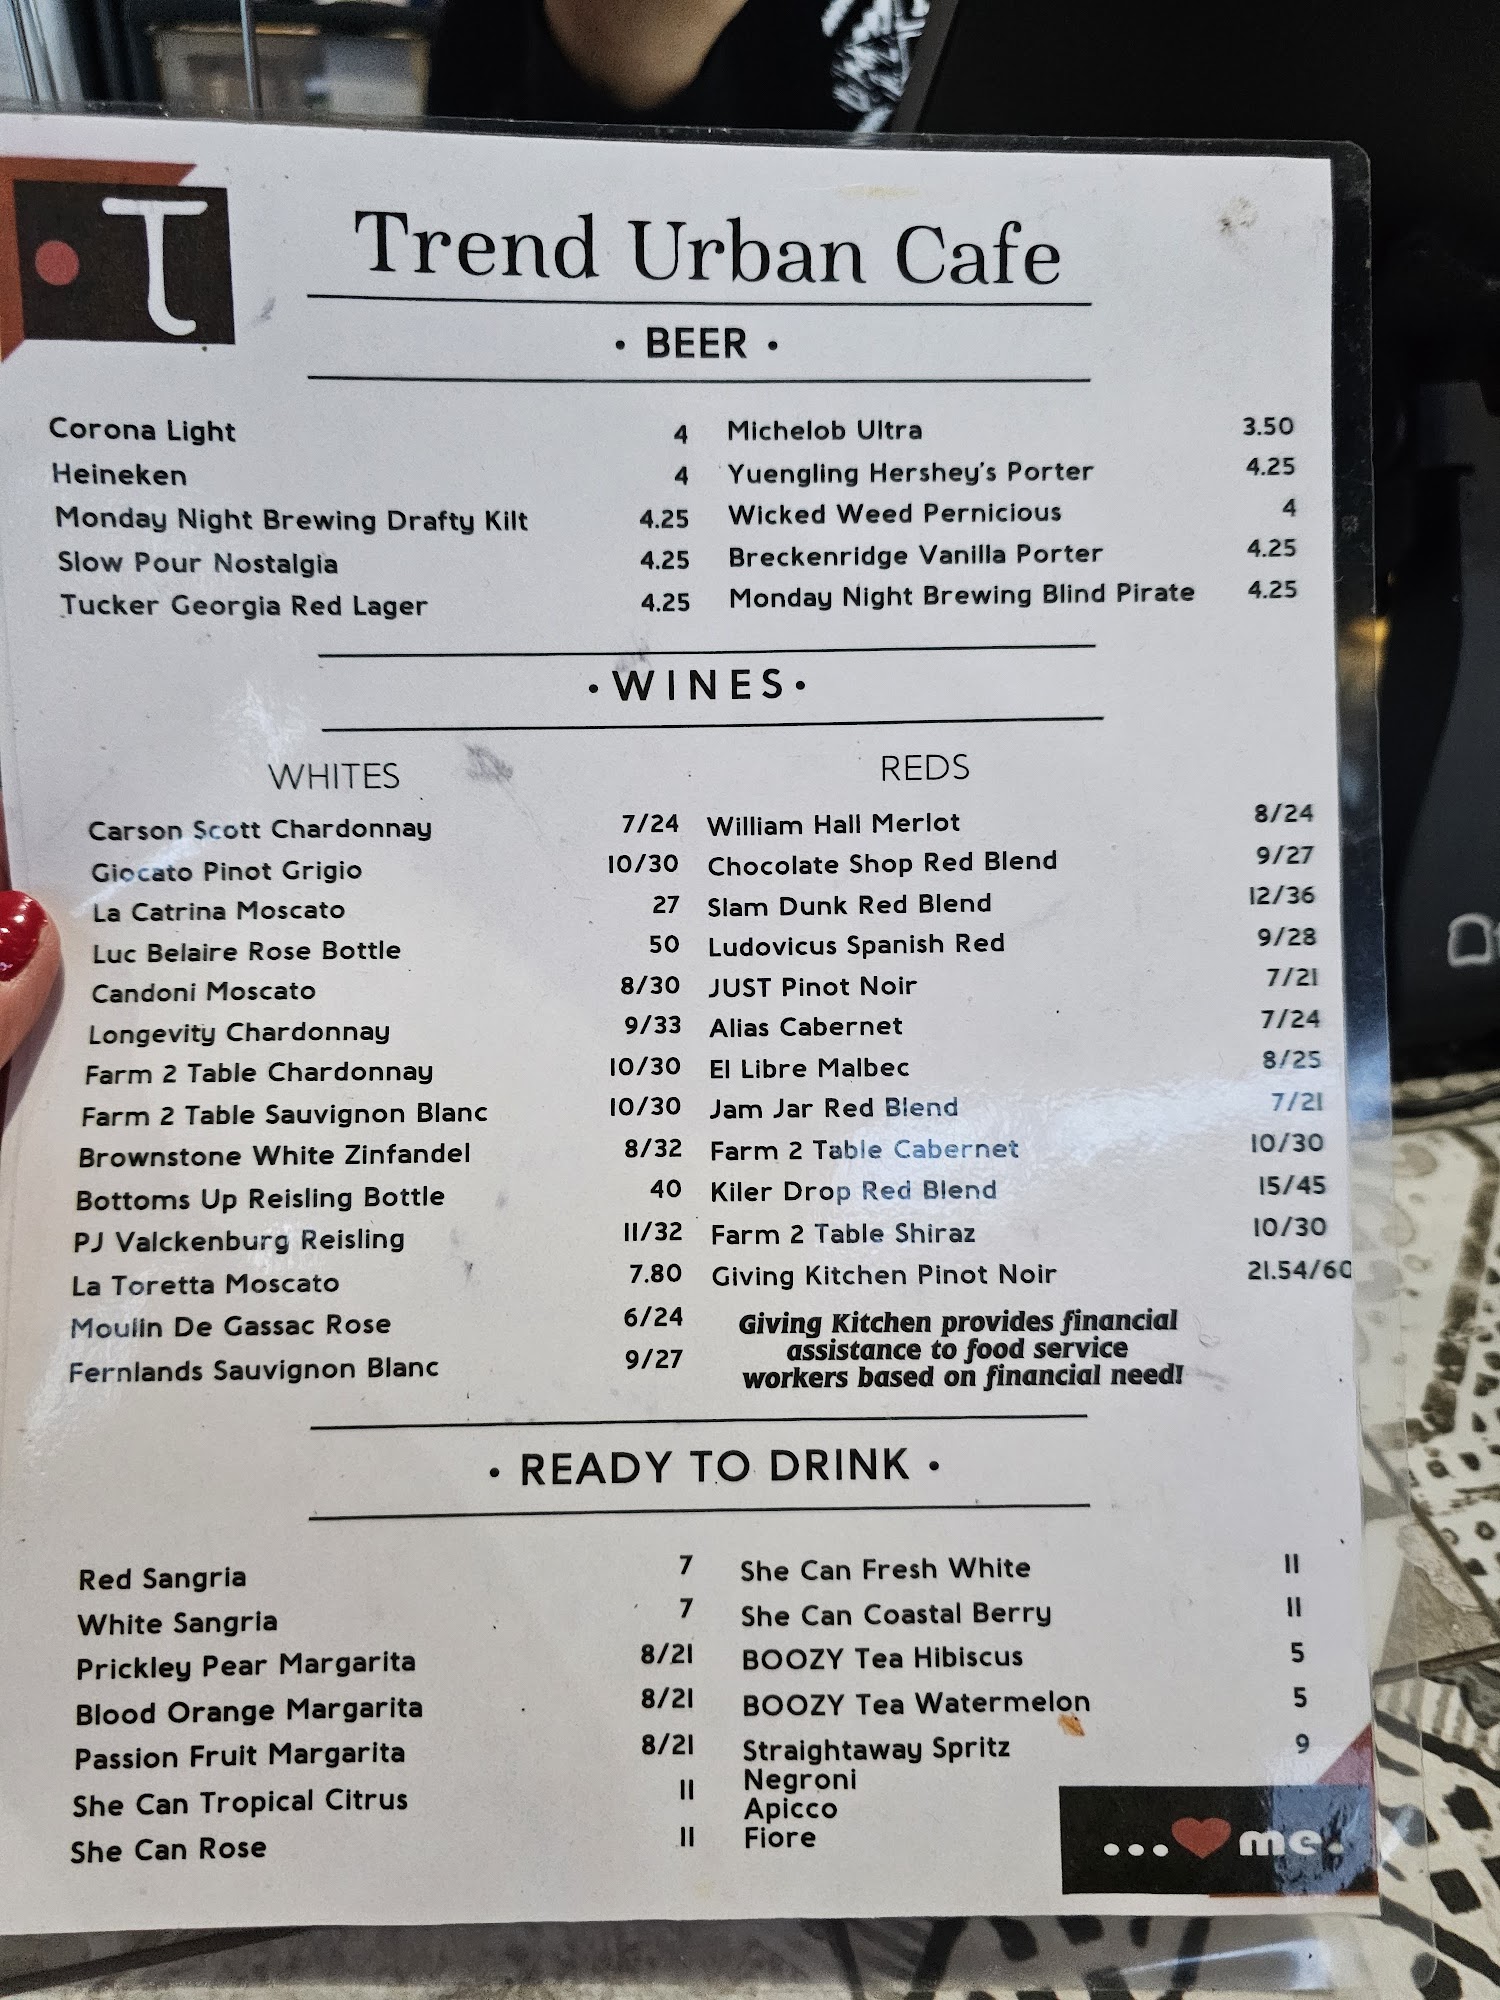 T
Trend Urban Cafe
• BEER •
Corona Light 4
Heineken 4
Monday Night Brewing Drafty Kilt 4.25
Slow Pour Nostalgia 4.25
Tucker Georgia Red Lager 4.25
Michelob Ultra 3.50
Yuengling Hershey's Porter 4.25
Wicked Weed Pernicious 4
Breckenridge Vanilla Porter 4.25
Monday Night Brewing Blind Pirate 4.25
• WINES •
WHITES
Carson Scott Chardonnay 7/24
Giocato Pinot Grigio 10/30
La Catrina Moscato 27
Luc Belaire Rose Bottle 50
Candoni Moscato 8/30
Longevity Chardonnay 9/33
Farm 2 Table Chardonnay 10/30
Farm 2 Table Sauvignon Blanc 10/30
Brownstone White Zinfandel 8/32
Bottoms Up Reisling Bottle 40
PJ Valckenburg Reisling 11/32
La Toretta Moscato 7.80
Moulin De Gassac Rose 6/24
Fernlands Sauvignon Blanc 9/27
REDS
William Hall Merlot 8/24
Chocolate Shop Red Blend 9/27
Slam Dunk Red Blend 12/36
Ludovicus Spanish Red 9/28
JUST Pinot Noir 7/21
Alias Cabernet 7/24
El Libre Malbec 8/25
Jam Jar Red Blend 7/21
Farm 2 Table Cabernet 10/30
Kiler Drop Red Blend 15/45
Farm 2 Table Shiraz 10/30
Giving Kitchen Pinot Noir 21.54/60
Giving Kitchen provides financial
assistance to food service
workers based on financial need!
• READY TO DRINK •
Red Sangria 7
White Sangria 7
Prickley Pear Margarita 8/21
Blood Orange Margarita 8/21
Passion Fruit Margarita 8/21
She Can Tropical Citrus 11
She Can Rose 11
She Can Fresh White 11
She Can Coastal Berry 11
BOOZY Tea Hibiscus 5
BOOZY Tea Watermelon 5
Straightaway Spritz 9
Negroni
Apicco
Fiore
...❤me.